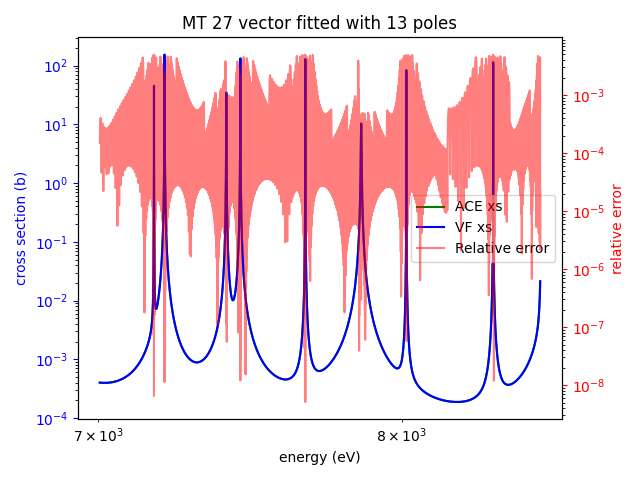 MT 27 vector fitted with 13 poles
10²
10¹
10⁰
10⁻¹
10⁻²
10⁻³
10⁻⁴
cross section (b)
ACE xs
VF xs
Relative error
10⁻³
10⁻⁴
10⁻⁵
10⁻⁶
10⁻⁷
10⁻⁸
relative error
7 × 10³
8 × 10³
energy (eV)